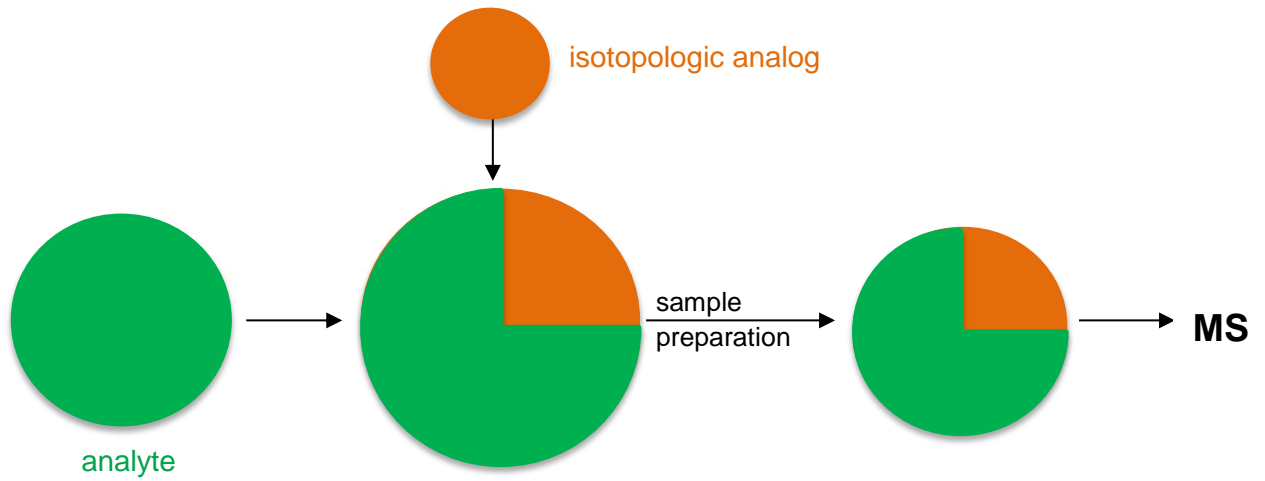 isotopologic analog
sample
preparation
MS
analyte